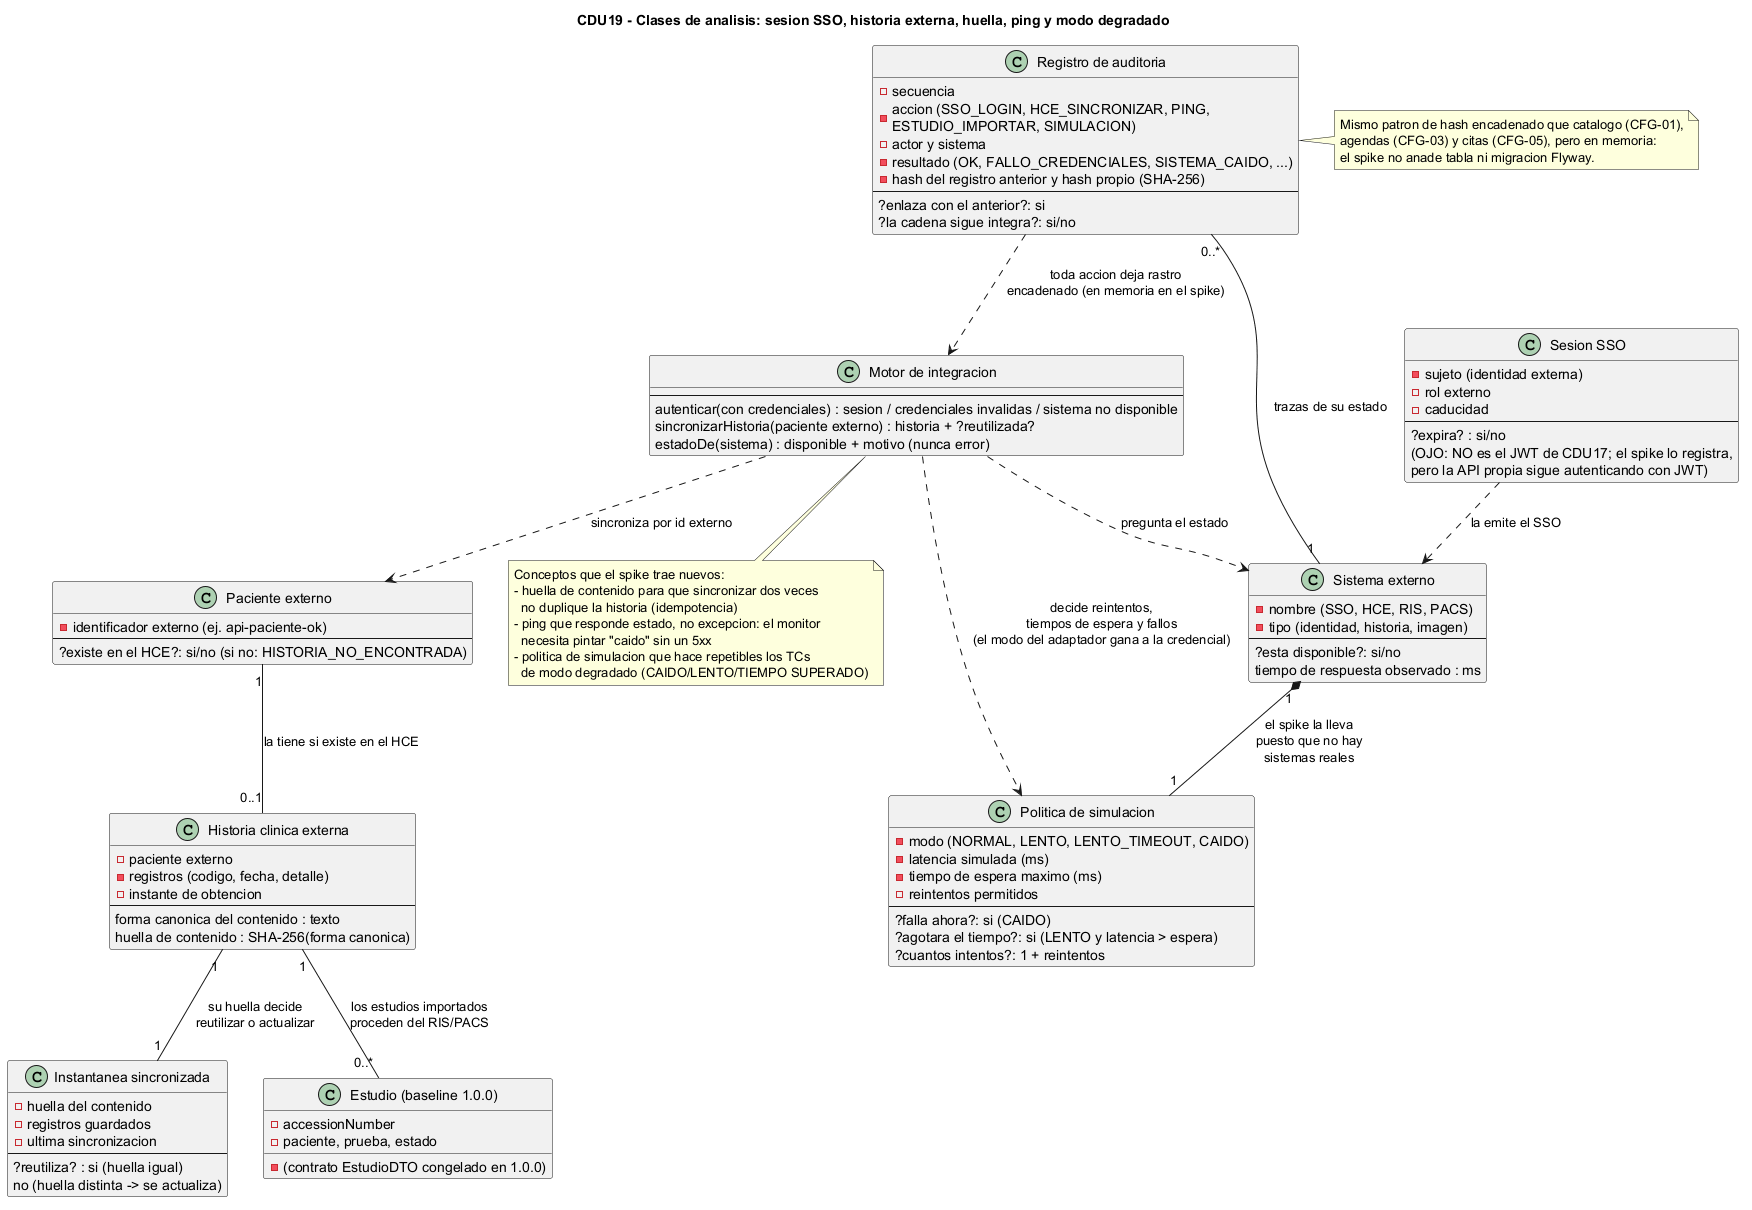 CDU19 - Clases de analisis: sesion SSO, historia externa, huella, ping y modo degradado
C Registro de auditoria
secuencia
accion (SSO_LOGIN, HCE_SINCRONIZAR, PING,
ESTUDIO_IMPORTAR, SIMULACION)
actor y sistema
resultado (OK, FALLO_CREDENCIALES, SISTEMA_CAIDO, ...)
hash del registro anterior y hash propio (SHA-256)
?enlaza con el anterior?: si
?la cadena sigue integra?: si/no
Mismo patron de hash encadenado que catalogo (CFG-01),
agendas (CFG-03) y citas (CFG-05), pero en memoria:
el spike no anade tabla ni migracion Flyway.
0..*
toda accion deja rastro
encadenado (en memoria en el spike)
C Motor de integracion
autenticar(con credenciales) : sesion / credenciales invalidas / sistema no disponible
sincronizarHistoria(paciente externo) : historia + ?reutilizada?
estadoDe(sistema) : disponible + motivo (nunca error)
trazas de su estado
C Sesion SSO
sujeto (identidad externa)
rol externo
caducidad
?expira? : si/no
(OJO: NO es el JWT de CDU17; el spike lo registra,
pero la API propia sigue autenticando con JWT)
sincroniza por id externo
pregunta el estado
la emite el SSO
1
C Paciente externo
identificador externo (ej. api-paciente-ok)
?existe en el HCE?: si/no (si no: HISTORIA_NO_ENCONTRADA)
Conceptos que el spike trae nuevos:
- huella de contenido para que sincronizar dos veces
no duplique la historia (idempotencia)
- ping que responde estado, no excepcion: el monitor
necesita pintar "caido" sin un 5xx
- politica de simulacion que hace repetibles los TCs
de modo degradado (CAIDO/LENTO/TIEMPO SUPERADO)
decide reintentos,
tiempos de espera y fallos
(el modo del adaptador gana a la credencial)
C Sistema externo
nombre (SSO, HCE, RIS, PACS)
tipo (identidad, historia, imagen)
?esta disponible?: si/no
tiempo de respuesta observado : ms
1
1
la tiene si existe en el HCE
el spike la lleva
puesto que no hay
sistemas reales
0..1
1
C Historia clinica externa
paciente externo
registros (codigo, fecha, detalle)
instante de obtencion
forma canonica del contenido : texto
huella de contenido : SHA-256(forma canonica)
C Politica de simulacion
modo (NORMAL, LENTO, LENTO_TIMEOUT, CAIDO)
latencia simulada (ms)
tiempo de espera maximo (ms)
reintentos permitidos
?falla ahora?: si (CAIDO)
?agotara el tiempo?: si (LENTO y latencia > espera)
?cuantos intentos?: 1 + reintentos
1
1
su huella decide
reutilizar o actualizar
los estudios importados
proceden del RIS/PACS
1
0..*
C Instantanea sincronizada
huella del contenido
registros guardados
ultima sincronizacion
?reutiliza? : si (huella igual)
no (huella distinta -> se actualiza)
C Estudio (baseline 1.0.0)
accessionNumber
paciente, prueba, estado
(contrato EstudioDTO congelado en 1.0.0)